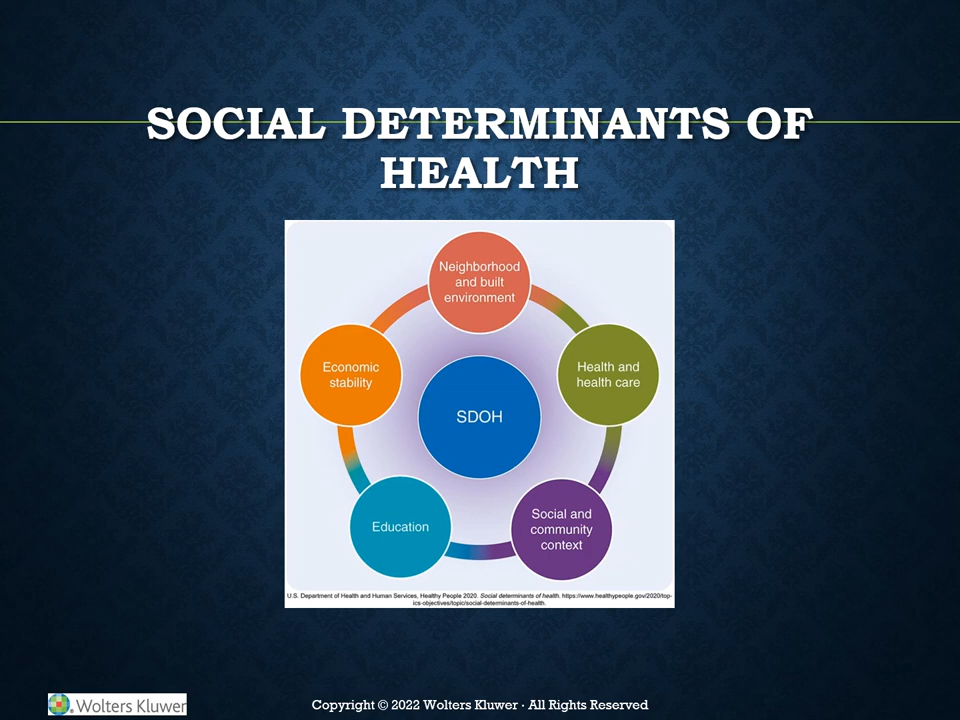 SOCIAL DETERMINANTS OF
HEALTH
Neighborhood
and built
environment
Economic
stability
Health and
health care
SDOH
Education
Social and
community
context
U.S. Department of Health and Human Services, Healthy People 2020. Social determinants of health. https://www.healthypeople.gov/2020/top-
ics-objectives/topic/social-determinants-of-health.
Wolters Kluwer
Copyright © 2022 Wolters Kluwer · All Rights Reserved